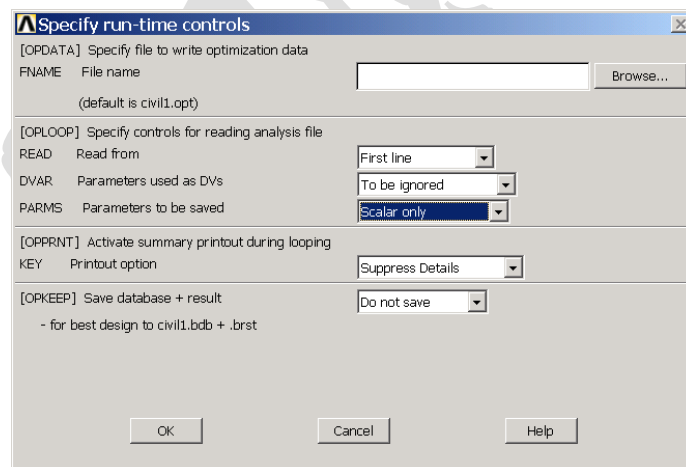 Specify run-time controls
[OPDATA] Specify file to write optimization data
FNAME File name
Browse...
(default is civil1.opt)
[OPLOOP] Specify controls for reading analysis file
READ Read from First line
DVAR Parameters used as DVs To be ignored
PARMS Parameters to be saved Scalar only
[OPPRNT] Activate summary printout during looping
KEY Printout option Suppress Details
[OPKEEP] Save database + result Do not save
- for best design to civil1.bdb + .brst
OK Cancel Help